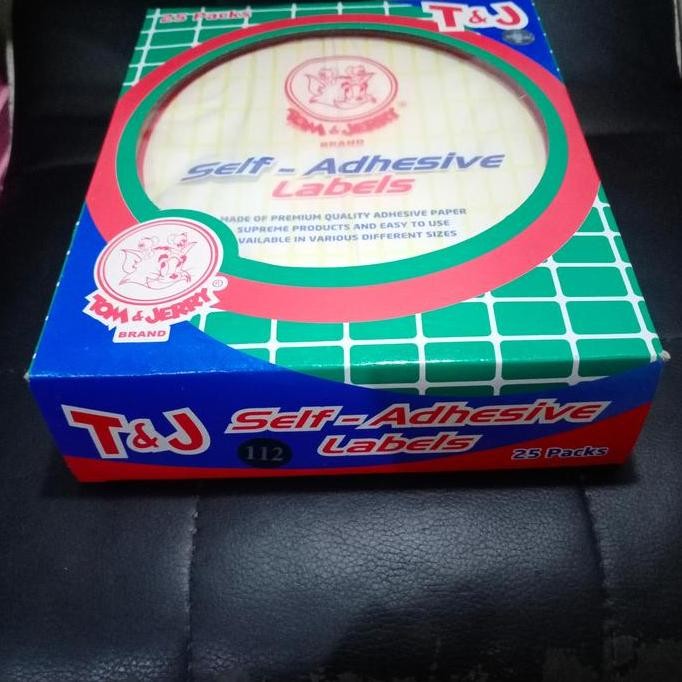 25 Packs
T&J
TOM & JERRY ®
BRAND
Self - Adhesive
Labels
MADE OF PREMIUM QUALITY ADHESIVE PAPER
SUPREME PRODUCTS AND EASY TO USE
VAILABLE IN VARIOUS DIFFERENT SIZES
TOM & JERRY ®
BRAND
T&J
Self - Adhesive
Labels
112
25 Packs